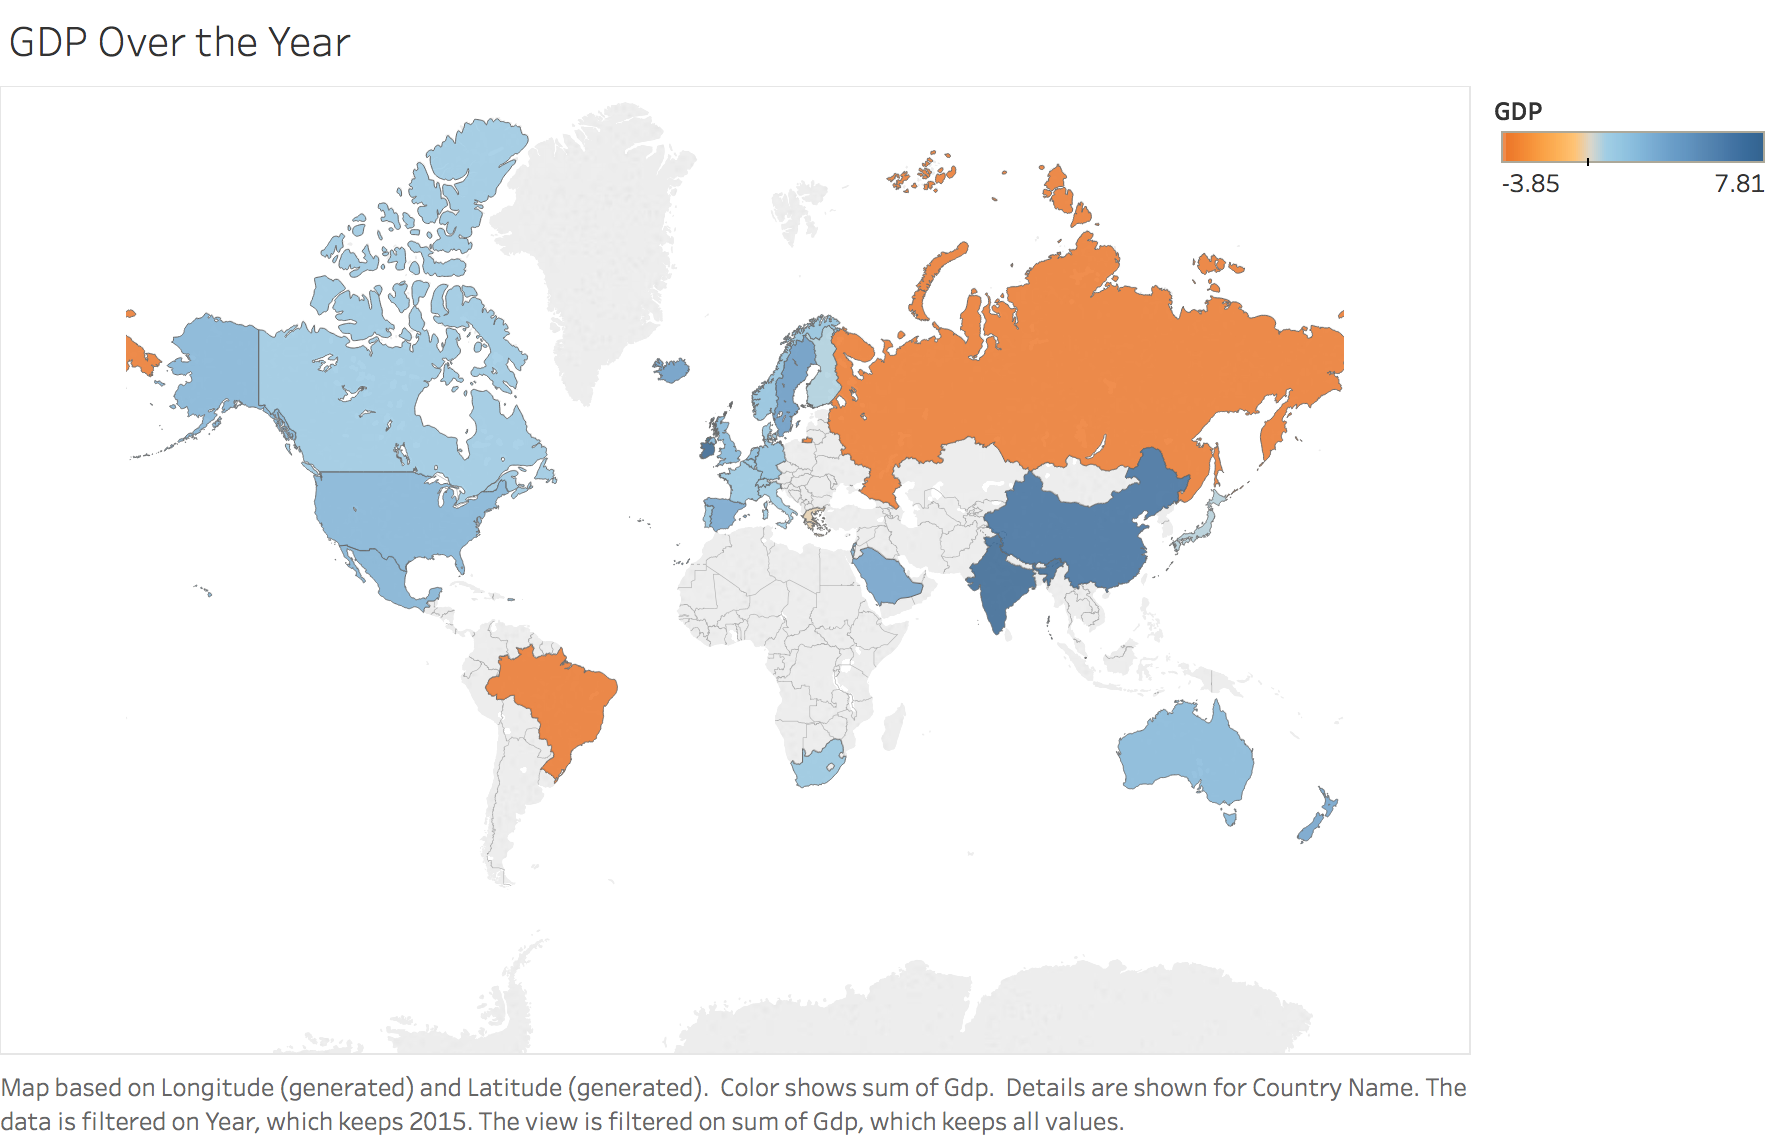 GDP Over the Year
GDP
-3.85 7.81
Map based on Longitude (generated) and Latitude (generated).  Color shows sum of Gdp.  Details are shown for Country Name. The
data is filtered on Year, which keeps 2015. The view is filtered on sum of Gdp, which keeps all values.